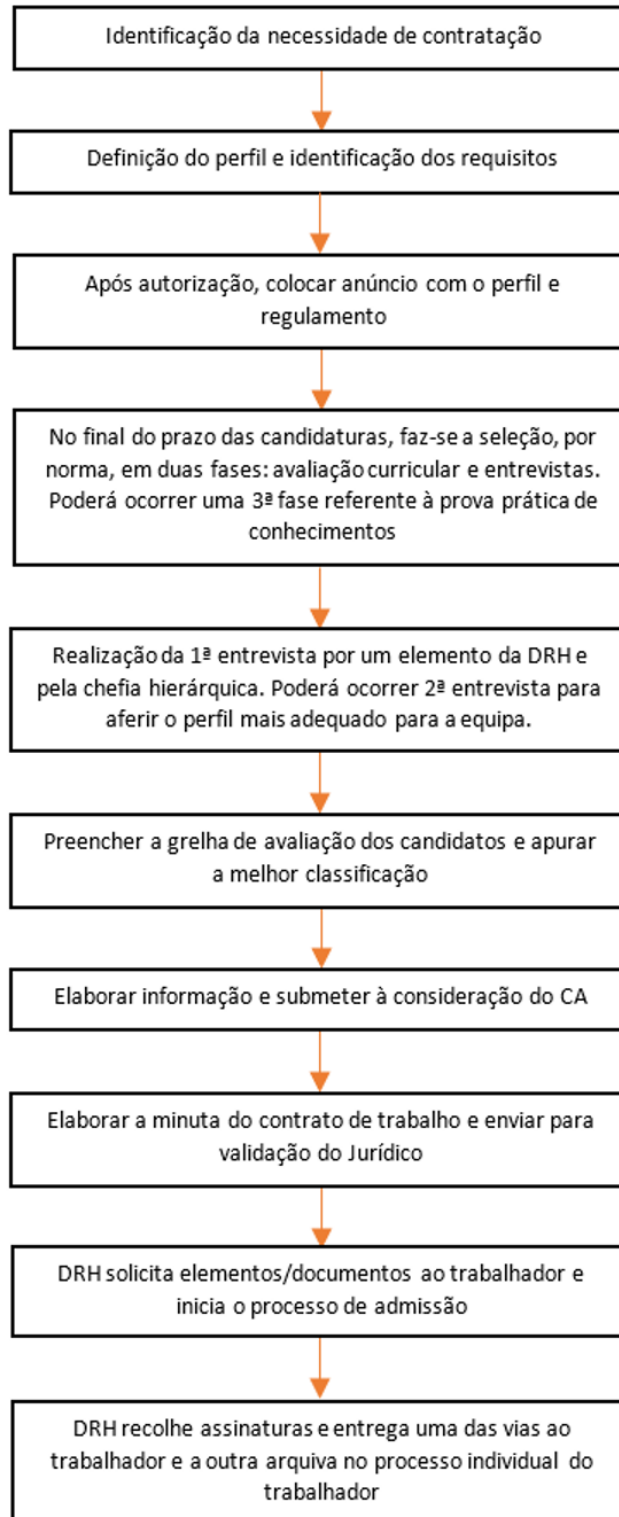 Identificação da necessidade de contratação
Definição do perfil e identificação dos requisitos
Após autorização, colocar anúncio com o perfil e
regulamento
No final do prazo das candidaturas, faz-se a seleção, por
norma, em duas fases: avaliação curricular e entrevistas.
Poderá ocorrer uma 3ª fase referente à prova prática de
conhecimentos
Realização da 1ª entrevista por um elemento da DRH e
pela chefia hierárquica. Poderá ocorrer 2ª entrevista para
aferir o perfil mais adequado para a equipa.
Preencher a grelha de avaliação dos candidatos e apurar
a melhor classificação
Elaborar informação e submeter à consideração do CA
Elaborar a minuta do contrato de trabalho e enviar para
validação do Jurídico
DRH solicita elementos/documentos ao trabalhador e
inicia o processo de admissão
DRH recolhe assinaturas e entrega uma das vias ao
trabalhador e a outra arquiva no processo individual do
trabalhador